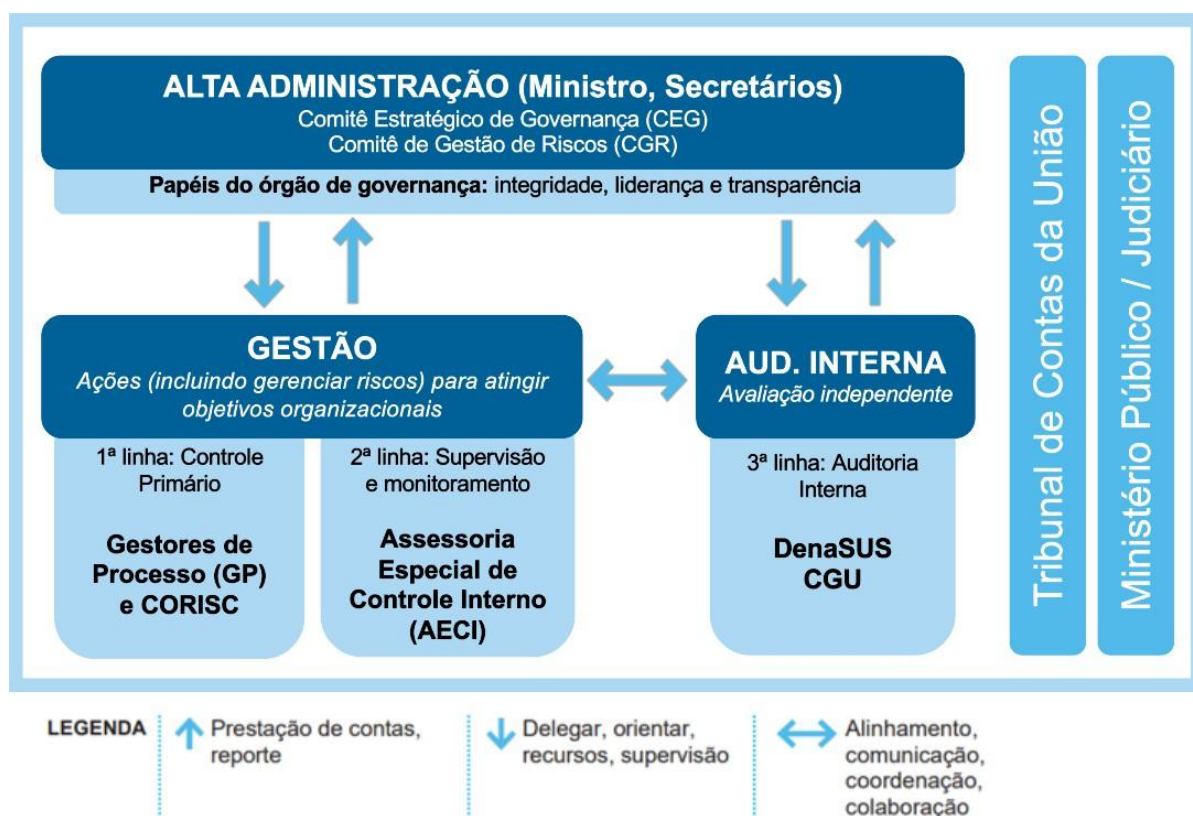 ALTA ADMINISTRAÇÃO (Ministro, Secretários)
Comitê Estratégico de Governança (CEG)
Comitê de Gestão de Riscos (CGR)
Papéis do órgão de governança: integridade, liderança e transparência
GESTÃO
Ações (incluindo gerenciar riscos) para atingir
objetivos organizacionais
1ª linha: Controle
Primário
Gestores de
Processo (GP)
e CORISC
2ª linha: Supervisão
e monitoramento
Assessoria
Especial de
Controle Interno
(AECI)
AUD. INTERNA
Avaliação independente
3ª linha: Auditoria
Interna
DenaSUS
CGU
Tribunal de Contas da União
Ministério Público / Judiciário
LEGENDA
Prestação de contas,
reporte
Delegar, orientar,
recursos, supervisão
Alinhamento,
comunicação,
coordenação,
colaboração